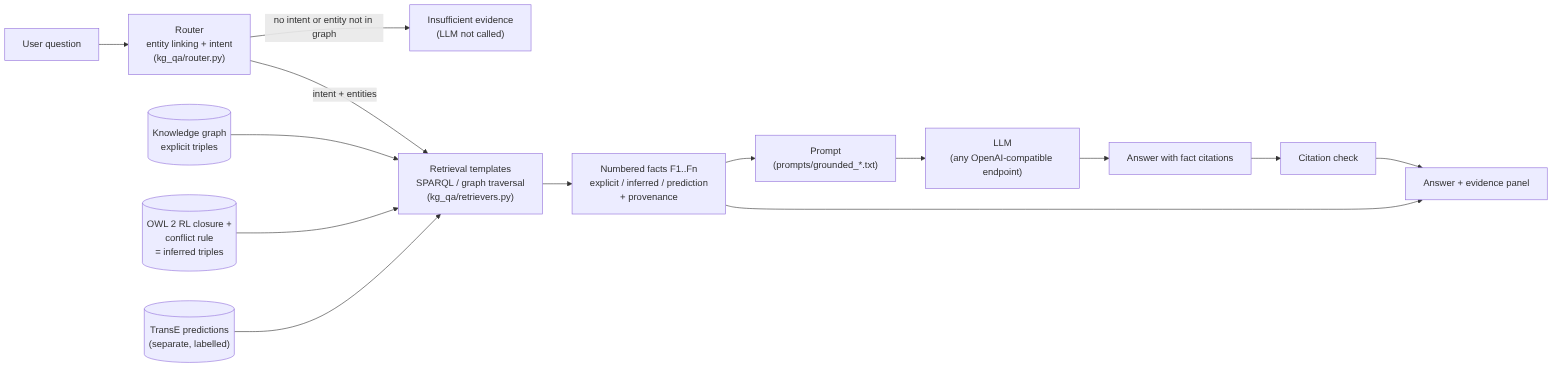 User question
Router
entity linking + intent
(kg_qa/router.py)
no intent or entity not in
graph
Insufficient evidence
(LLM not called)
intent + entities
Knowledge graph
explicit triples
OWL 2 RL closure +
conflict rule
= inferred triples
TransE predictions
(separate, labelled)
Retrieval templates
SPARQL / graph traversal
(kg_qa/retrievers.py)
Numbered facts F1..Fn
explicit / inferred / prediction
+ provenance
Prompt
(prompts/grounded_*.txt)
LLM
(any OpenAI-compatible
endpoint)
Answer with fact citations
Citation check
Answer + evidence panel